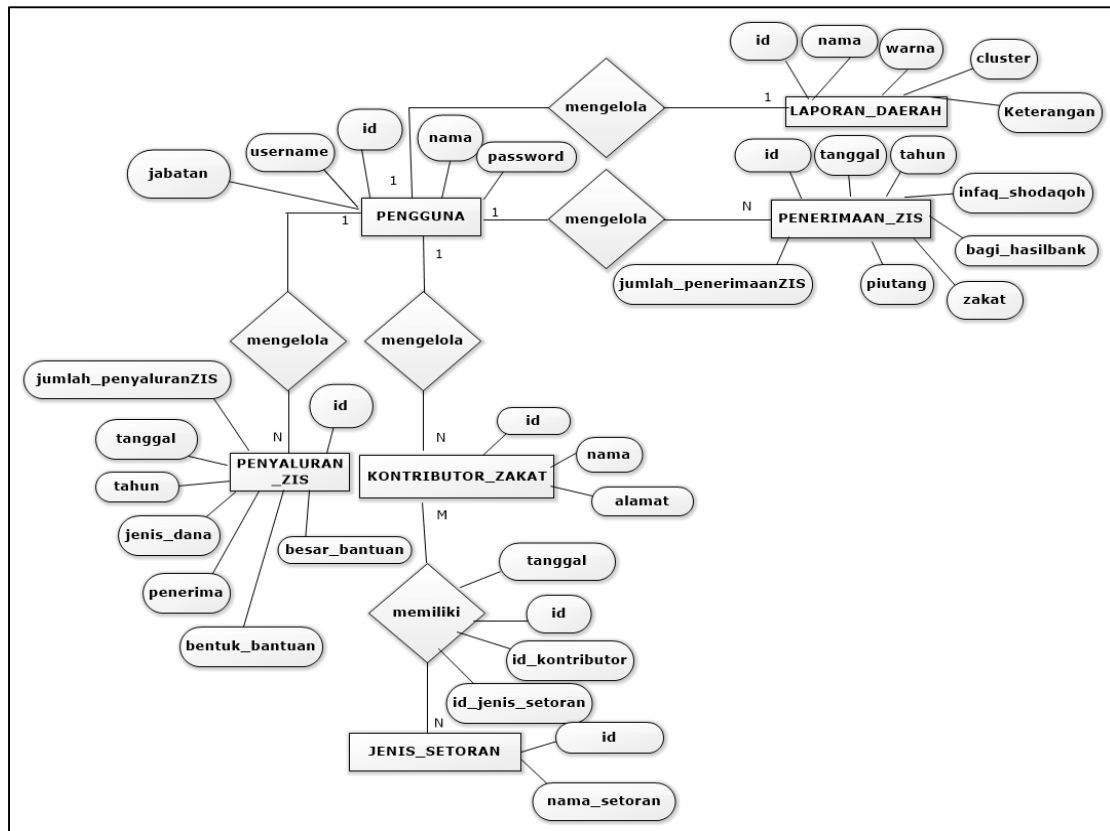 id
nama
warna
cluster
mengelola
1
LAPORAN_DAERAH
Keterangan
id
nama
username
password
jabatan
1
id
tanggal
tahun
infaq_shodaqoh
1
PENGGUNA
1
mengelola
N
PENERIMAAN_ZIS
bagi_hasilbank
1
jumlah_penerimaanZIS
piutang
zakat
mengelola
mengelola
jumlah_penyaluranZIS
id
id
tanggal
N
N
nama
PENYALURAN
_ZIS
KONTRIBUTOR_ZAKAT
tahun
alamat
M
jenis_dana
besar_bantuan
tanggal
penerima
memiliki
id
bentuk_bantuan
id_kontributor
id_jenis_setoran
N
id
JENIS_SETORAN
nama_setoran